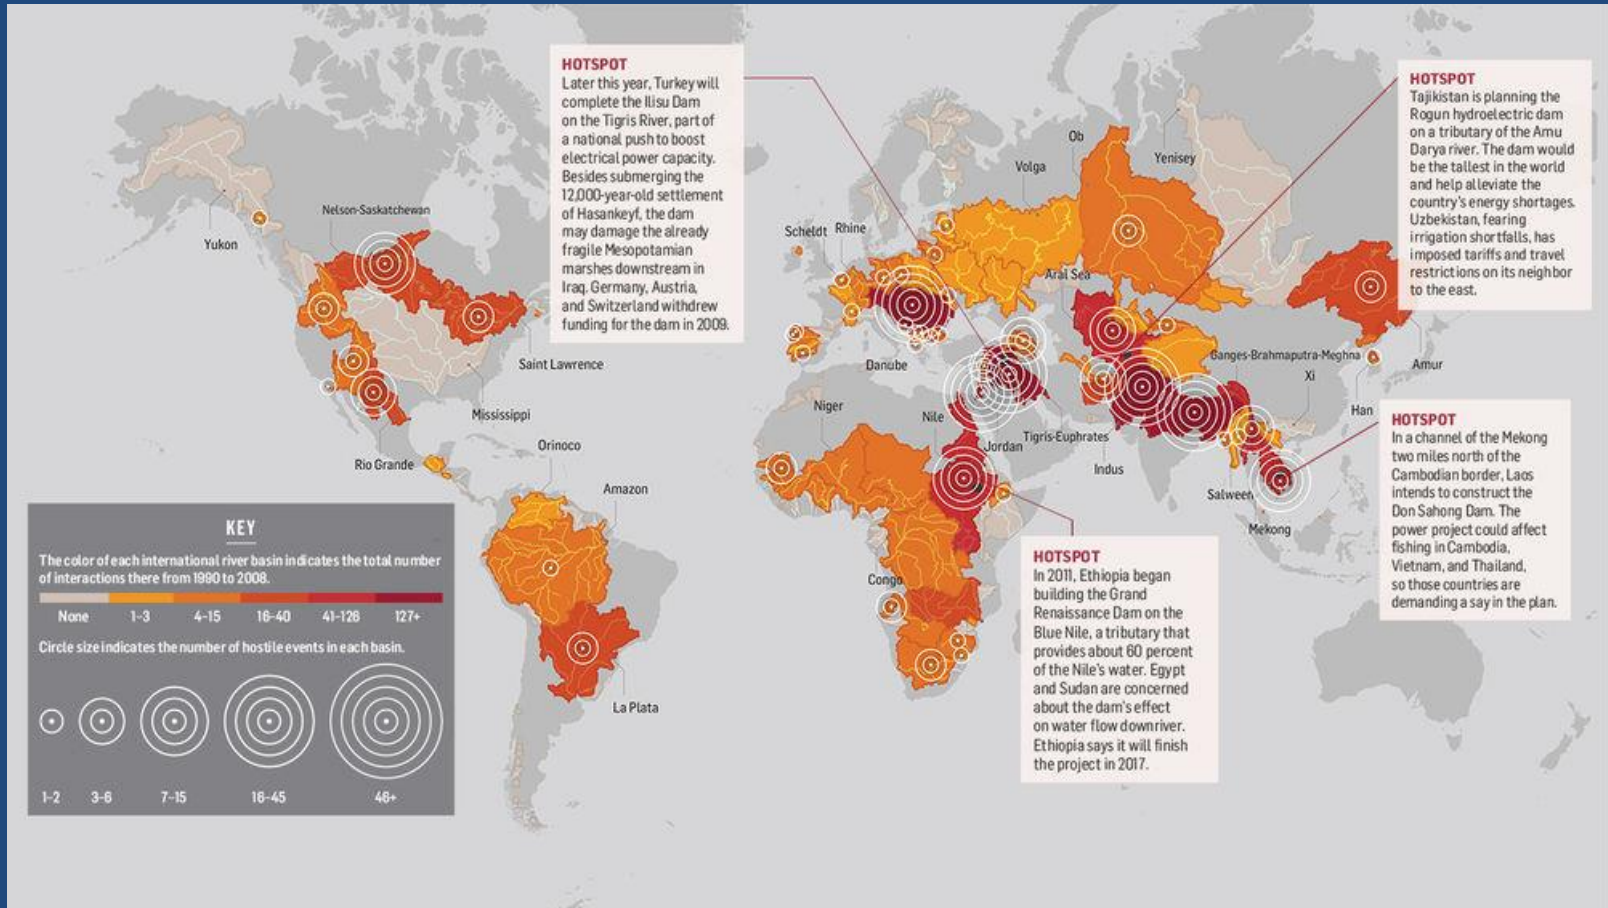 HOTSPOT
Later this year, Turkey will
complete the Ilisu Dam
on the Tigris River, part of
a national push to boost
electrical power capacity.
Besides submerging the
12,000-year-old settlement
of Hasankeyf, the dam
may damage the already
fragile Mesopotamian
marshes downstream in
Iraq. Germany, Austria,
and Switzerland withdrew
funding for the dam in 2009.
HOTSPOT
Tajikistan is planning the
Rogun hydroelectric dam
on a tributary of the Amu
Darya river. The dam would
be the tallest in the world
and help alleviate the
country's energy shortages.
Uzbekistan, fearing
irrigation shortfalls, has
imposed tariffs and travel
restrictions on its neighbor
to the east.
Ob
Yenisey
Volga
Nelson-Saskatchewan
Yukon
Scheldt
Rhine
Aral Sea
Saint Lawrence
Danube
Ganges-Brahmaputra-Meghna
Xi
Amur
Mississippi
Niger
Nile
Han
Jordan
Tigris-Euphrates
Orinoco
Rio Grande
Indus
Amazon
Salween
Mekong
HOTSPOT
In a channel of the Mekong
two miles north of the
Cambodian border, Laos
intends to construct the
Don Sahong Dam. The
power project could affect
fishing in Cambodia,
Vietnam, and Thailand,
so those countries are
demanding a say in the plan.
Congo
HOTSPOT
In 2011, Ethiopia began
building the Grand
Renaissance Dam on the
Blue Nile, a tributary that
provides about 60 percent
of the Nile's water. Egypt
and Sudan are concerned
about the dam's effect
on water flow downriver.
Ethiopia says it will finish
the project in 2017.
La Plata
KEY
The color of each international river basin indicates the total number
of interactions there from 1990 to 2008.
None 1–3 4–15 16–40 41–126 127+
Circle size indicates the number of hostile events in each basin.
1–2 3–6 7–15 16–45 46+